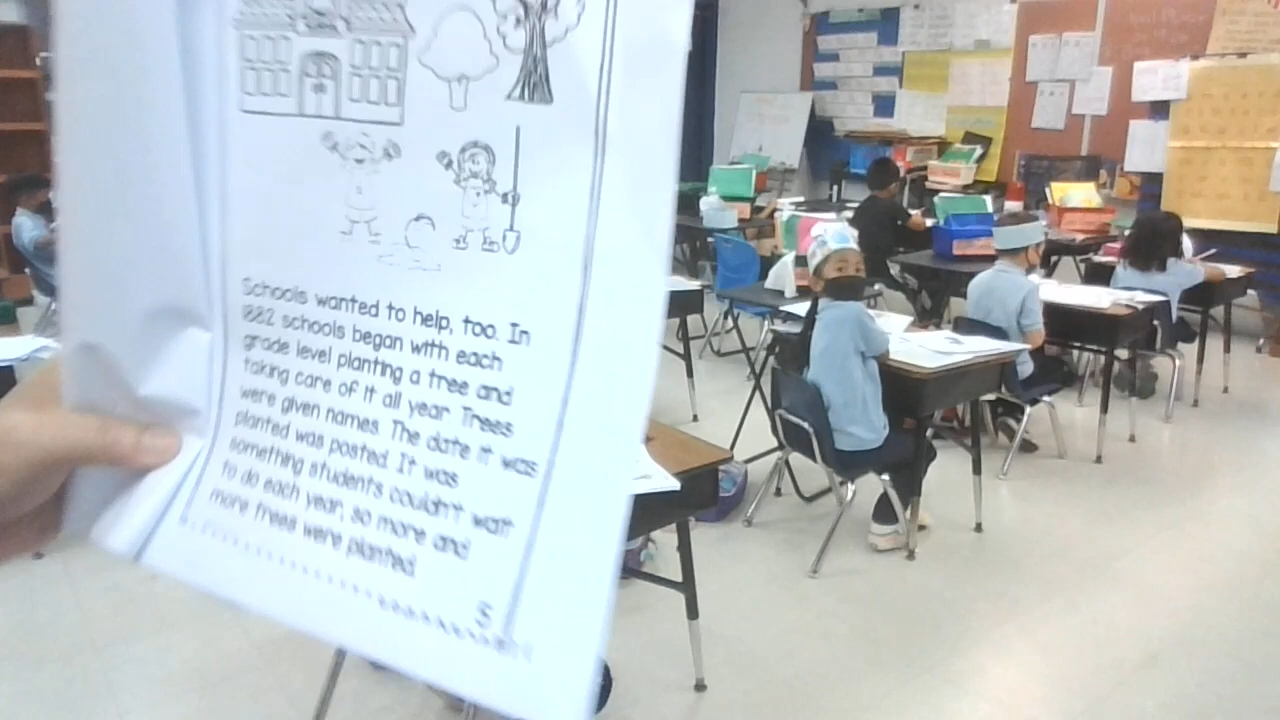 Schools wanted to help, too. In
1882 schools began with each
grade level planting a tree and
taking care of it all year. Trees
were given names. The date it was
planted was posted. It was
something students couldn't wait
to do each year, so more and
more trees were planted.
5